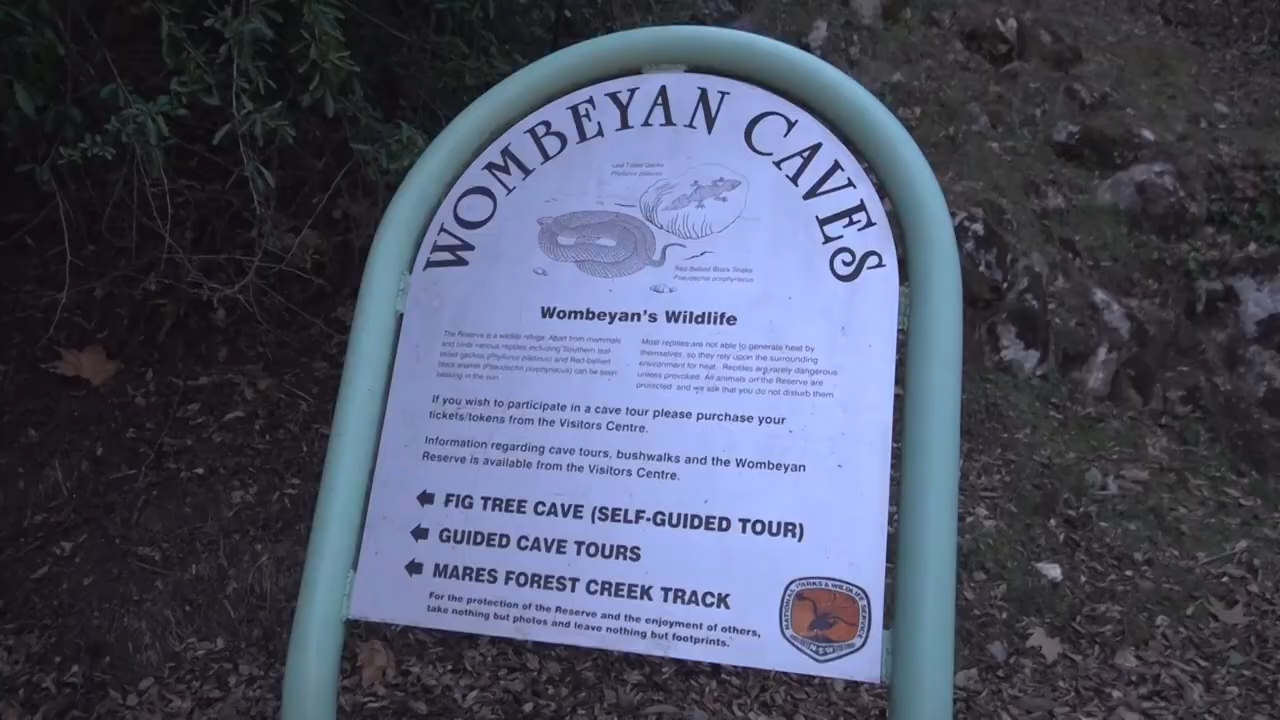 WOMBEYAN CAVES
Leaf Tailed Gecko
Phyllurus platurus
Red-Bellied Black Snake
Pseudechis porphyriacus
Wombeyan's Wildlife
The Reserve is a wildlife refuge. Apart from mammals
and birds various reptiles including Southern leaf-
tailed geckos (Phyllurus platurus) and Red-bellied
black snakes (Pseudechis porphyriacus) can be seen
basking in the sun.
Most reptiles are not able to generate heat by
themselves, so they rely upon the surrounding
environment for heat. Reptiles are rarely dangerous
unless provoked. All animals on the Reserve are
protected and we ask that you do not disturb them.
If you wish to participate in a cave tour please purchase your
tickets/tokens from the Visitors Centre.
Information regarding cave tours, bushwalks and the Wombeyan
Reserve is available from the Visitors Centre.
FIG TREE CAVE (SELF-GUIDED TOUR)
GUIDED CAVE TOURS
MARES FOREST CREEK TRACK
For the protection of the Reserve and the enjoyment of others,
take nothing but photos and leave nothing but footprints.
NATIONAL PARKS & WILDLIFE SERVICE
N·S·W